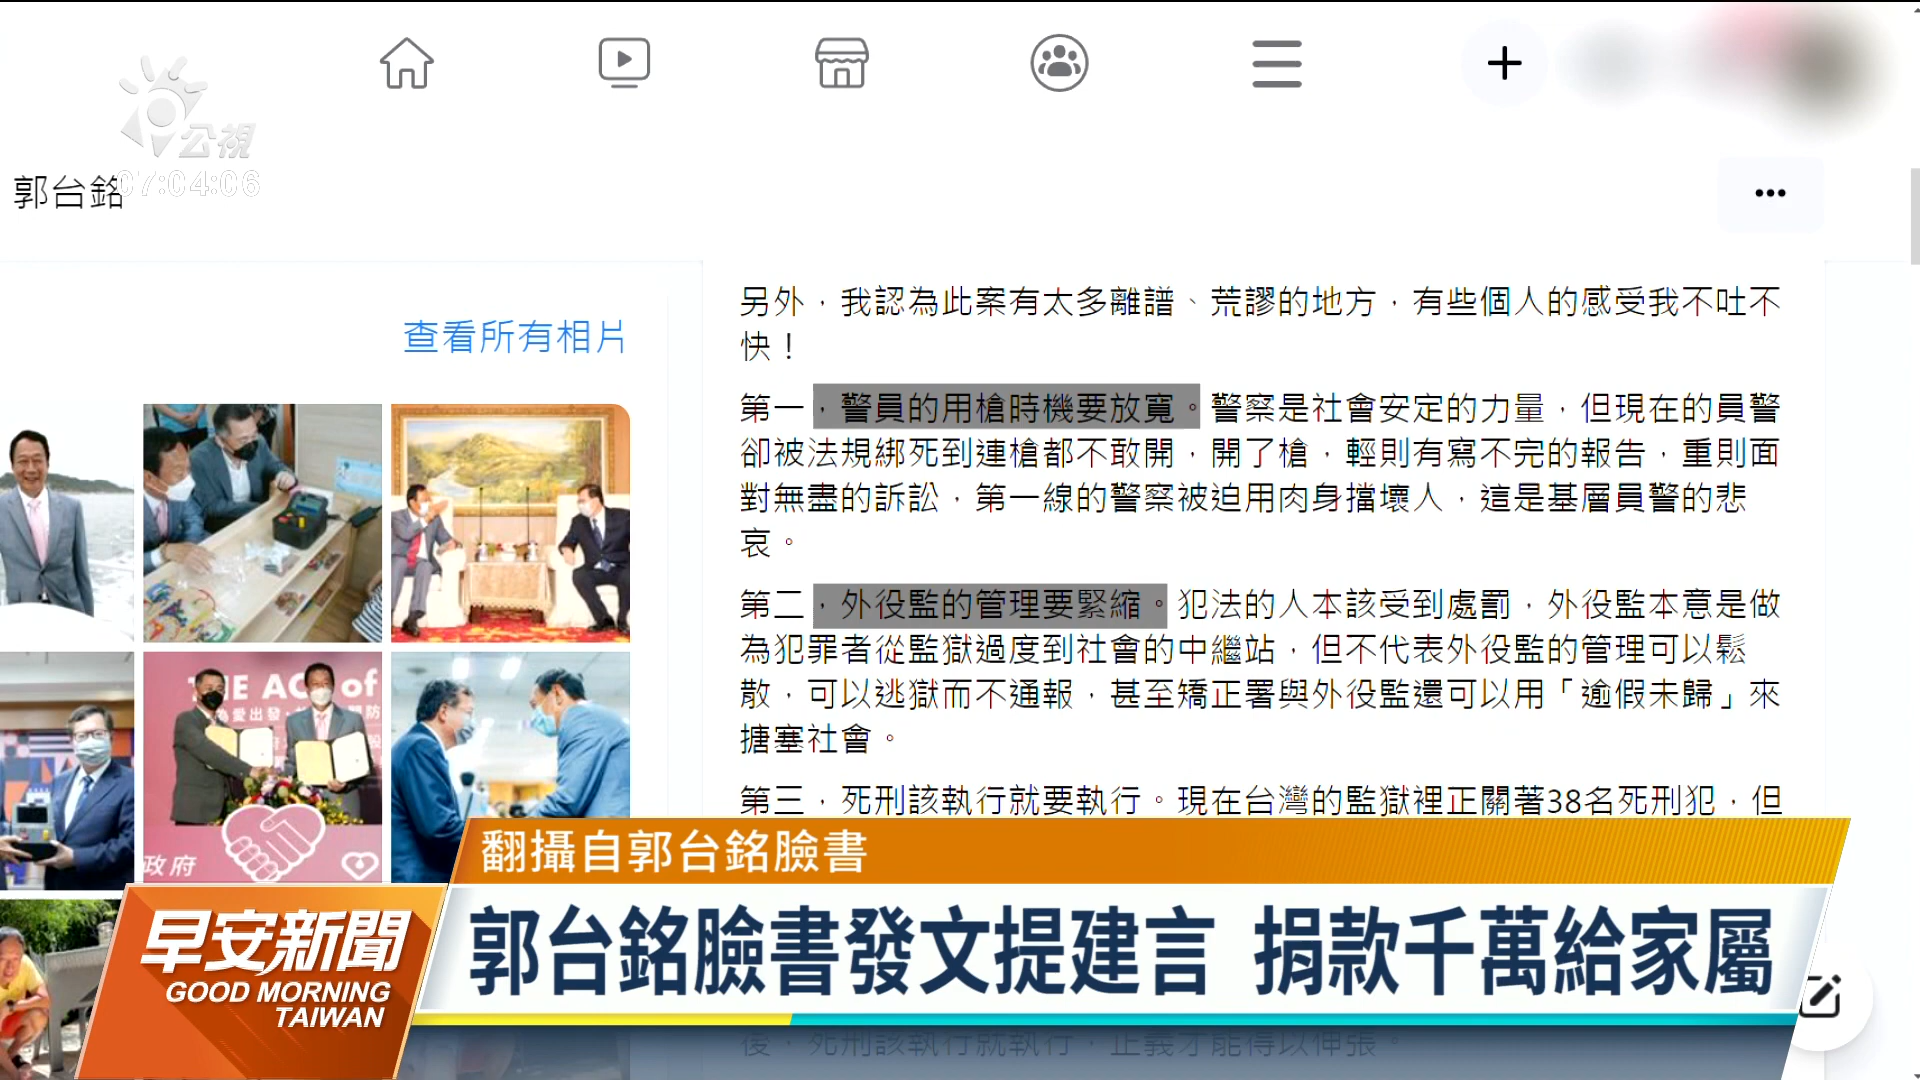 公視
07:04:06
郭台銘
查看所有相片
另外，我認為此案有太多離譜、荒謬的地方，有些個人的感受我不吐不
快！
第一，警員的用槍時機要放寬。警察是社會安定的力量，但現在的員警
卻被法規綁死到連槍都不敢開，開了槍，輕則有寫不完的報告，重則面
對無盡的訴訟，第一線的警察被迫用肉身擋壞人，這是基層員警的悲
哀。
第二，外役監的管理要緊縮。犯法的人本該受到處罰，外役監本意是做
為犯罪者從監獄過度到社會的中繼站，但不代表外役監的管理可以鬆
散，可以逃獄而不通報，甚至矯正署與外役監還可以用「逾假未歸」來
搪塞社會。
第三，死刑該執行就要執行。現在台灣的監獄裡正關著38名死刑犯，但
後，死刑該執行就執行，正義才能得以伸張。
THE AC of
為愛出發
政府
翻攝自郭台銘臉書
郭台銘臉書發文提建言 捐款千萬給家屬
早安新聞
GOOD MORNING
TAIWAN